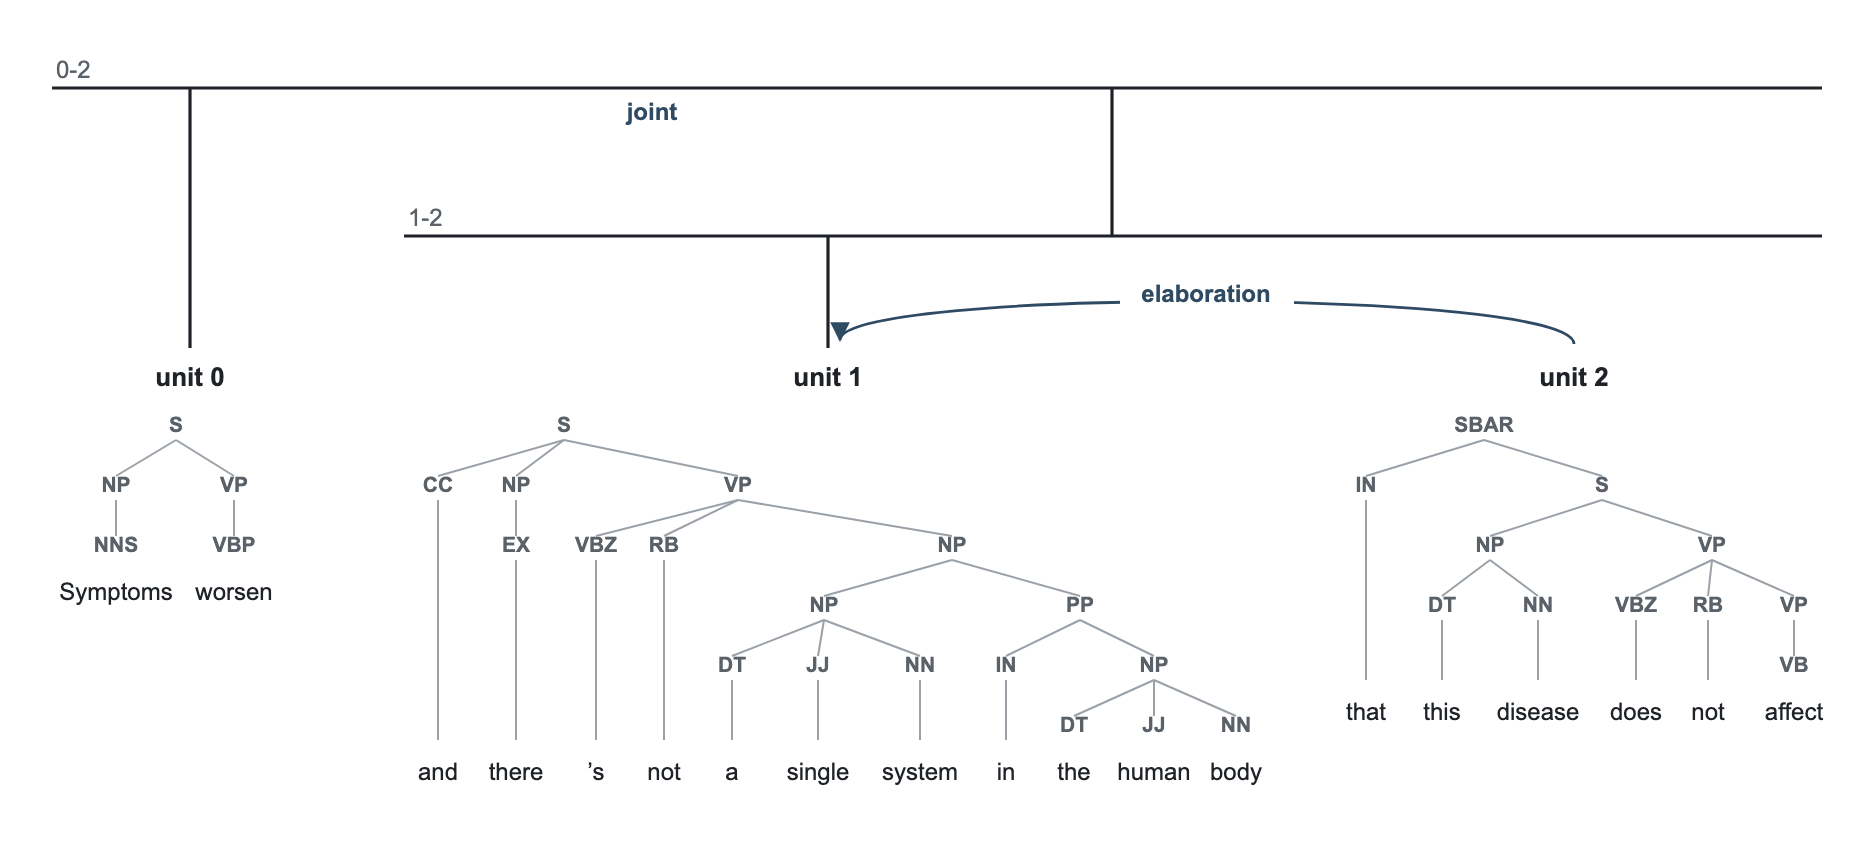 0-2
joint
1-2
elaboration
unit 0 unit 1 unit 2
S S SBAR
NP VP CC NP VP IN S
NNS VBP EX VBZ RB NP NP VP
Symptoms worsen
NP PP DT NN VBZ RB VP
DT JJ NN IN NP VB
that this disease does not affect
DT JJ NN
and there ’s not a single system in the human body